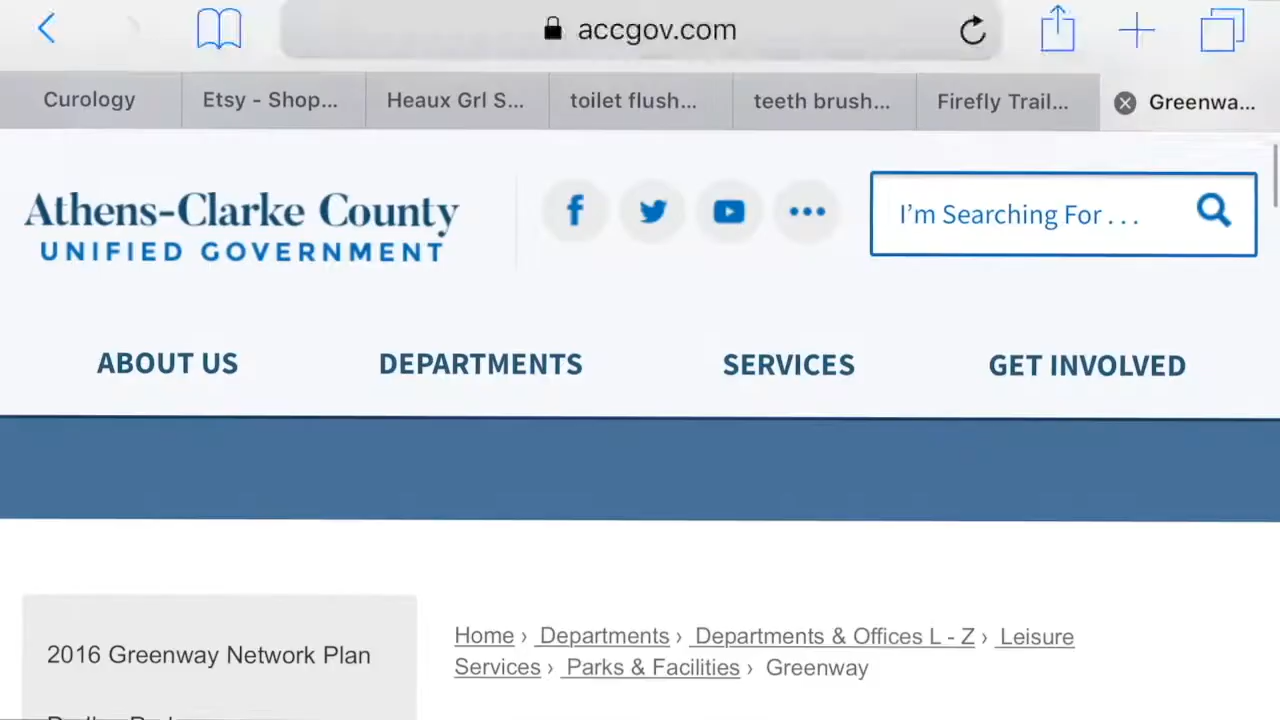 accgov.com
Curology
Etsy - Shop...
Heaux Grl S...
toilet flush...
teeth brush...
Firefly Trail...
Greenwa...
Athens-Clarke County
UNIFIED GOVERNMENT
I'm Searching For . . .
ABOUT US
DEPARTMENTS
SERVICES
GET INVOLVED
2016 Greenway Network Plan
Home › Departments › Departments & Offices L - Z › Leisure
Services › Parks & Facilities › Greenway